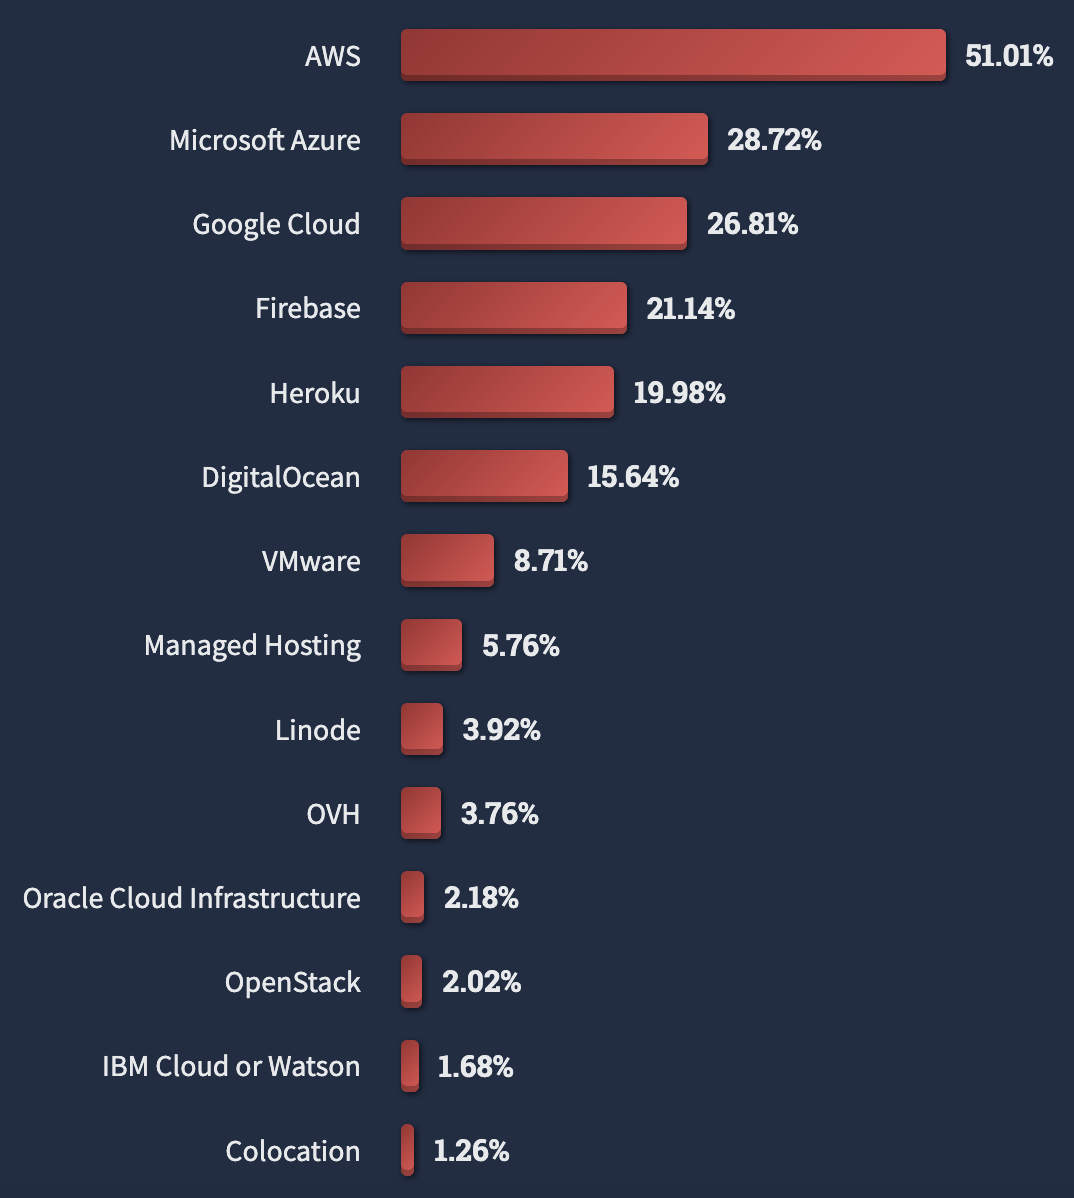 AWS 51.01%
Microsoft Azure 28.72%
Google Cloud 26.81%
Firebase 21.14%
Heroku 19.98%
DigitalOcean 15.64%
VMware 8.71%
Managed Hosting 5.76%
Linode 3.92%
OVH 3.76%
Oracle Cloud Infrastructure 2.18%
OpenStack 2.02%
IBM Cloud or Watson 1.68%
Colocation 1.26%